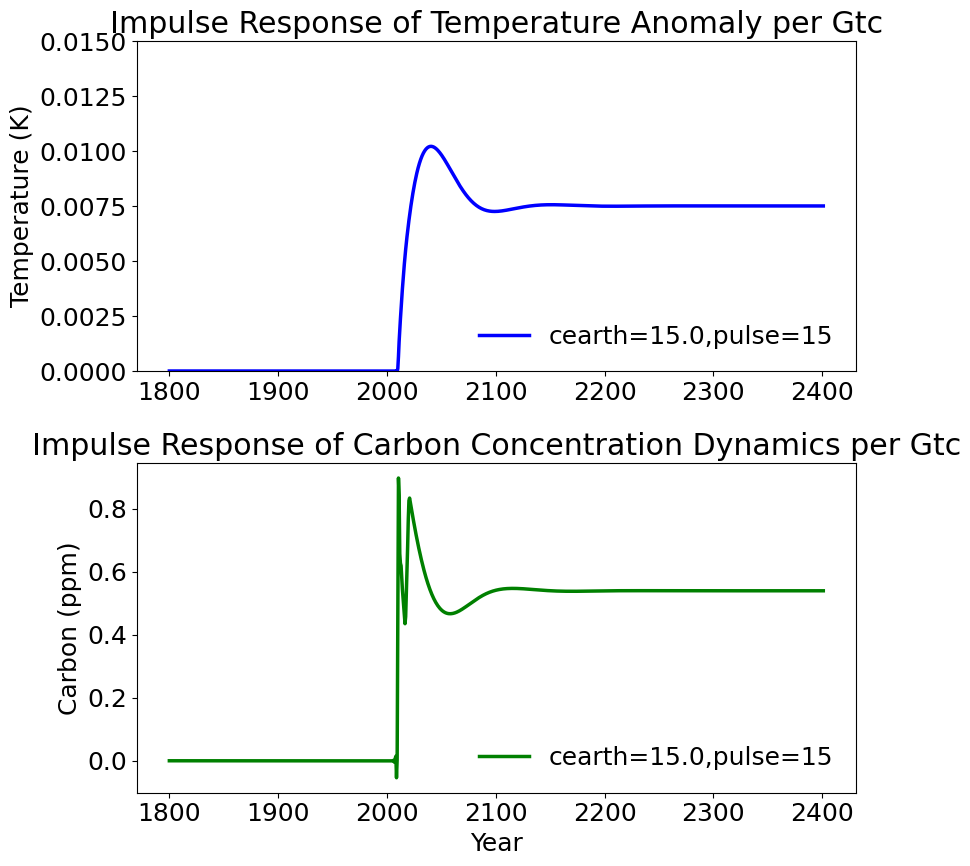 Impulse Response of Temperature Anomaly per Gtc
0.0150
0.0125
0.0100
0.0075
0.0050
0.0025
0.0000
Temperature (K)
cearth=15.0,pulse=15
1800 1900 2000 2100 2200 2300 2400
Impulse Response of Carbon Concentration Dynamics per Gtc
0.8
0.6
0.4
0.2
0.0
Carbon (ppm)
cearth=15.0,pulse=15
1800 1900 2000 2100 2200 2300 2400
Year